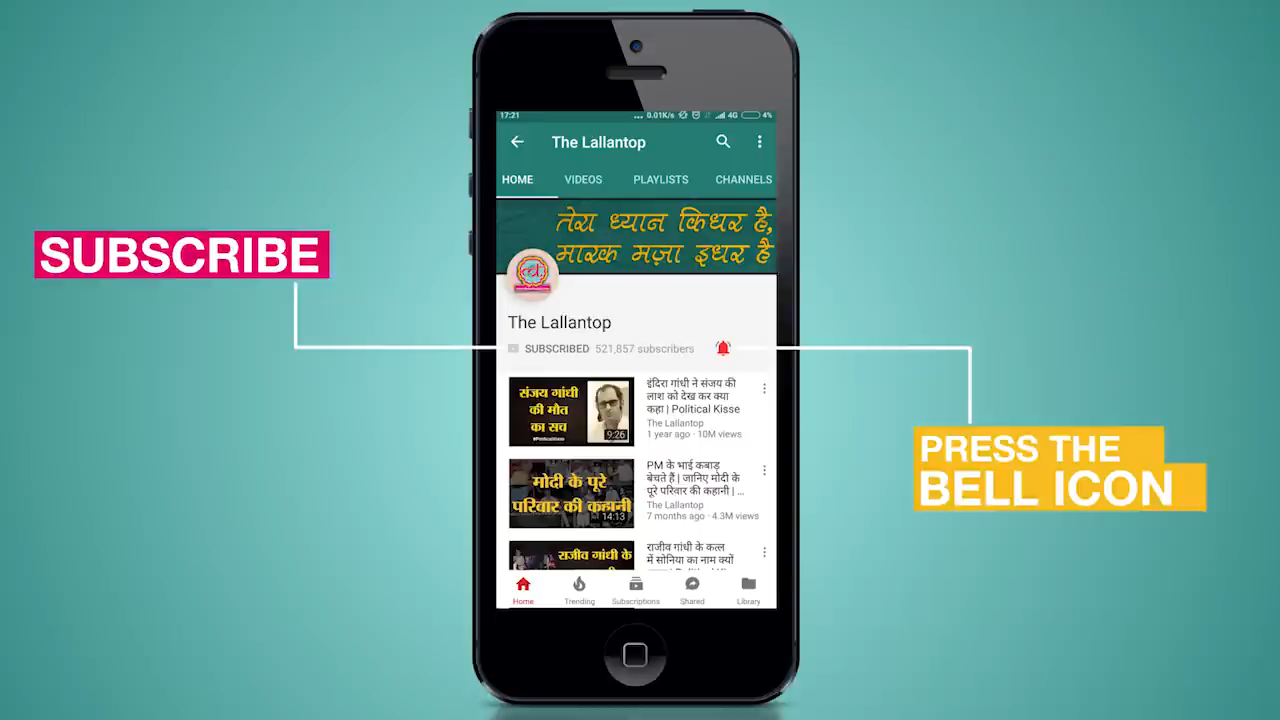 17:21
... 0.01K/s 4G 4%
The Lallantop
HOME VIDEOS PLAYLISTS CHANNELS
तेरा ध्यान किधर है,
मारक मज़ा इधर है
SUBSCRIBE
The Lallantop
SUBSCRIBED 521,857 subscribers
संजय गांधी
की मौत
का सच
9:26
इंदिरा गांधी ने संजय की
लाश को देख कर क्या
कहा | Political Kisse
The Lallantop
1 year ago · 10M views
PRESS THE
BELL ICON
मोदी के पूरे
परिवार की कहानी
14:13
PM के भाई कबाड़
बेचते हैं | जानिए मोदी के
पूरे परिवार की कहानी | ...
The Lallantop
7 months ago · 4.3M views
राजीव गांधी के
राजीव गांधी के कत्ल
में सोनिया का नाम क्यों
Home Trending Subscriptions Shared Library